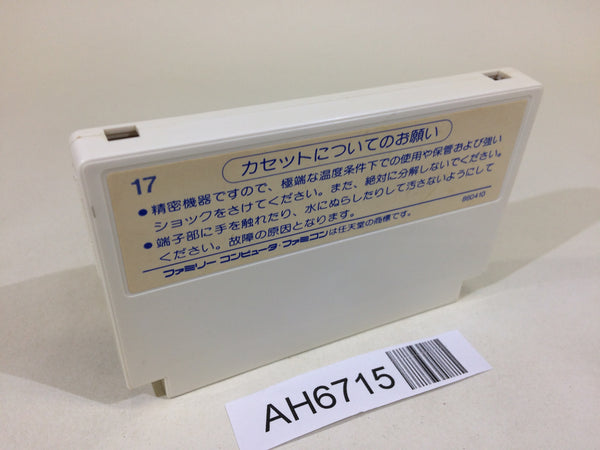 カセットについてのお願い
17
●精密機器ですので、極端な温度条件下での使用や保管および強い
ショックをさけてください。また、絶対に分解しないでください。
●端子部に手を触れたり、水にぬらしたりして汚さないようにして
ください。故障の原因となります。
860410
ファミリー コンピュータ・ファミコンは任天堂の商標です。
AH6715